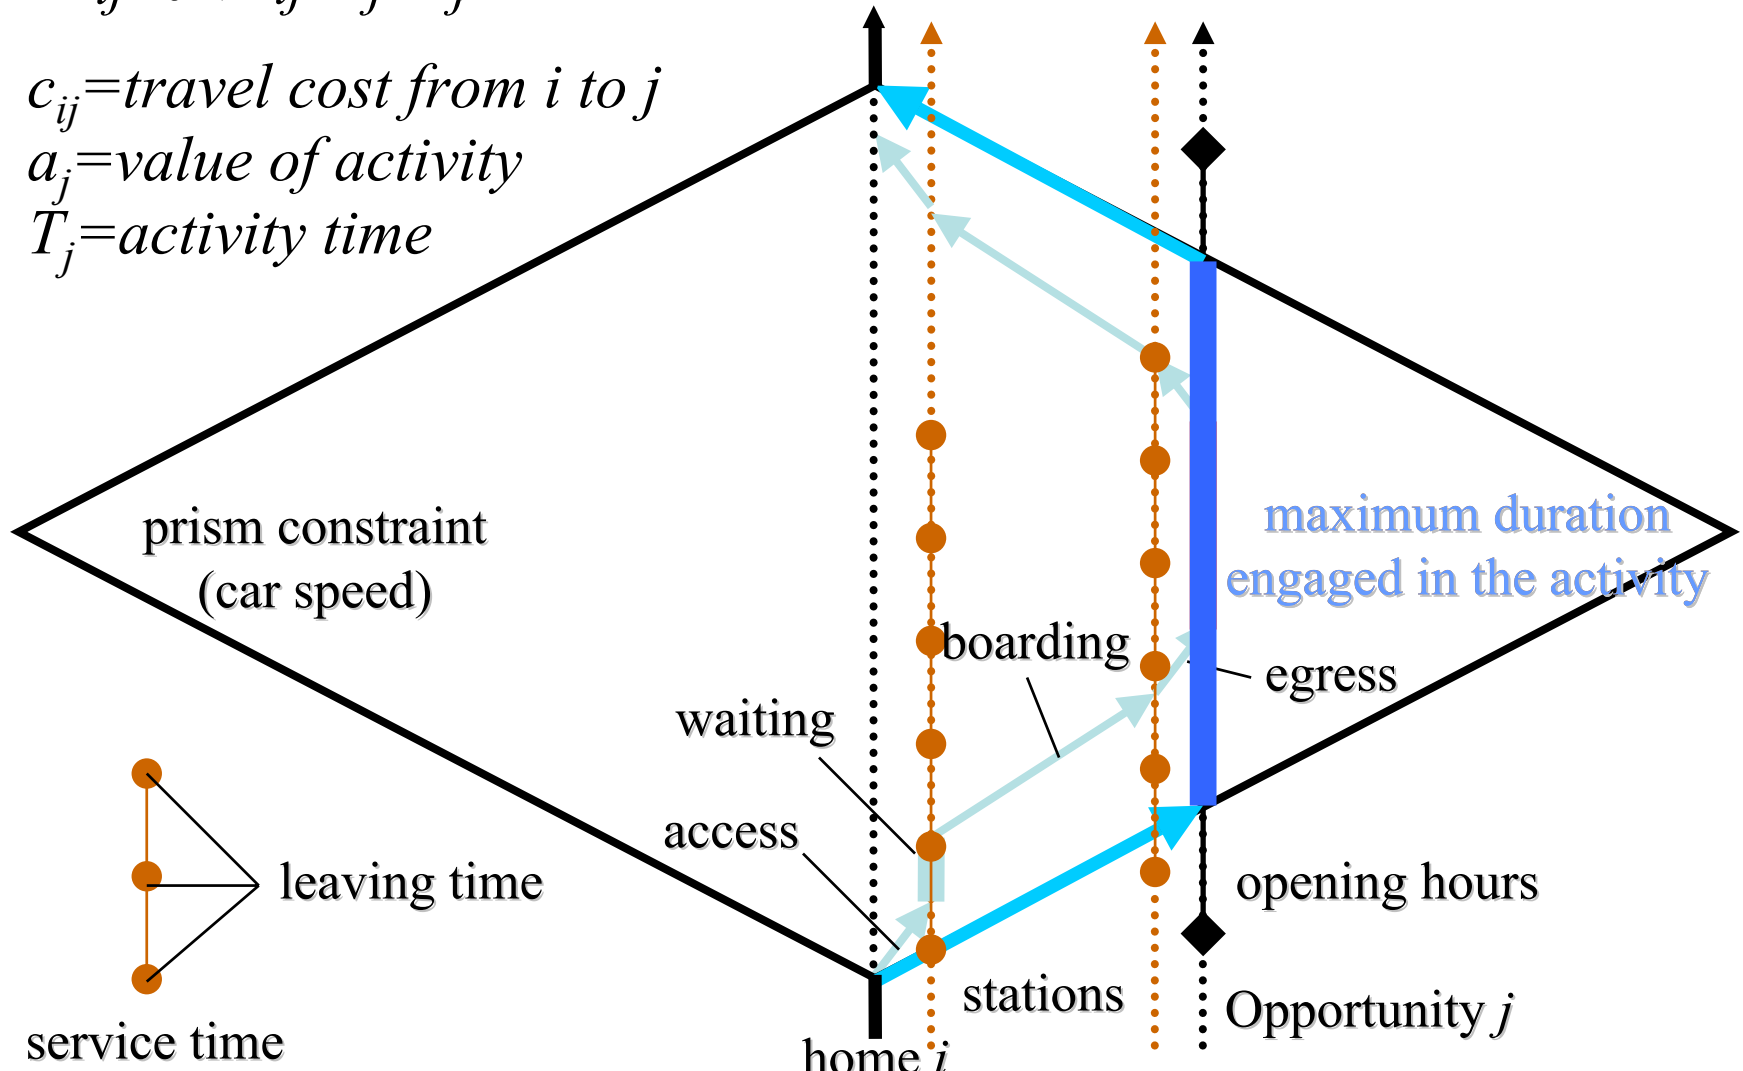 c_ij=travel cost from i to j
a_j=value of activity
T_j=activity time
prism constraint
(car speed)
maximum duration
engaged in the activity
boarding
egress
waiting
access
leaving time
opening hours
stations
Opportunity j
service time
home i